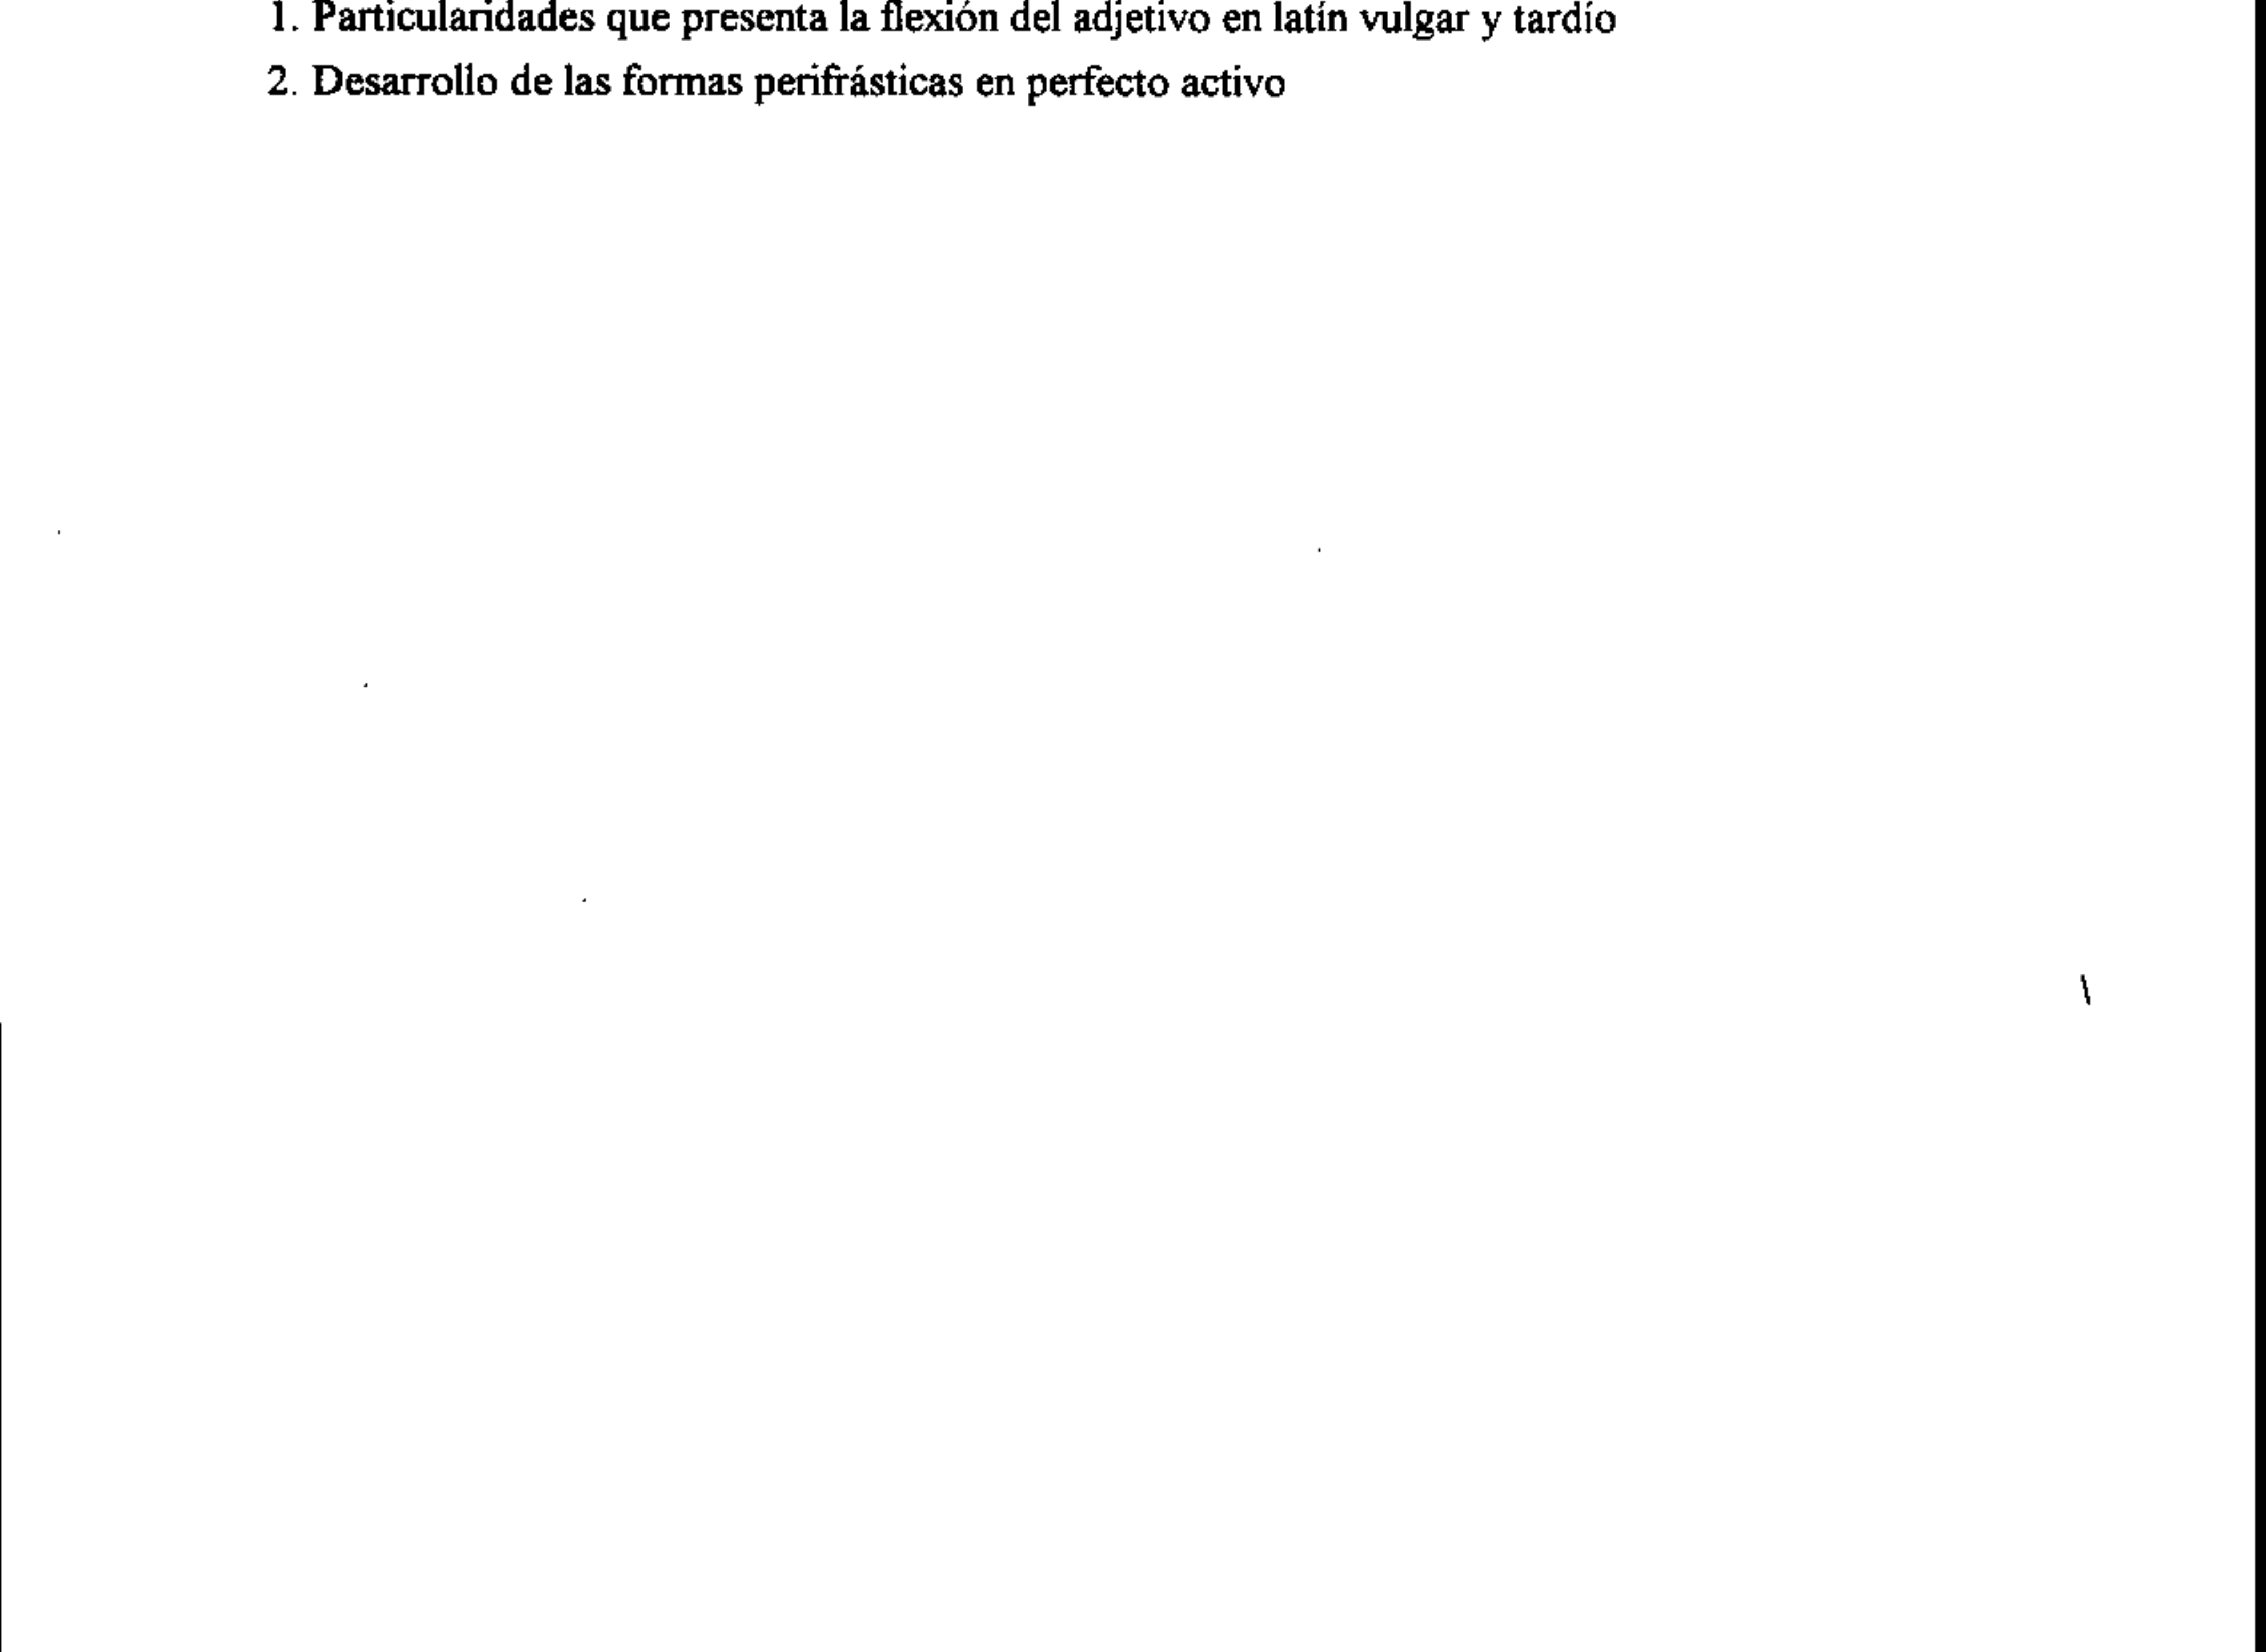 1. Particularidades que presenta la flexión del adjetivo en latín vulgar y tardío
2. Desarrollo de las formas perifrásticas en perfecto activo